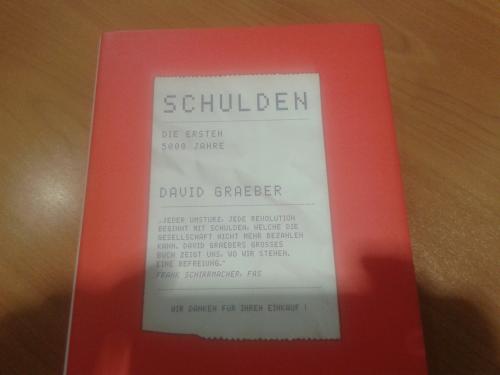 SCHULDEN
DIE ERSTEN
5000 JAHRE
DAVID GRAEBER
„JEDER UMSTURZ, JEDE REVOLUTION
BEGINNT MIT SCHULDEN, WELCHE DIE
GESELLSCHAFT NICHT MEHR BEZAHLEN
KANN. DAVID GRAEBERS GROSSES
BUCH ZEIGT UNS, WO WIR STEHEN.
EINE BEFREIUNG."
FRANK SCHIRRMACHER, FAS
WIR DANKEN FÜR IHREN EINKAUF !